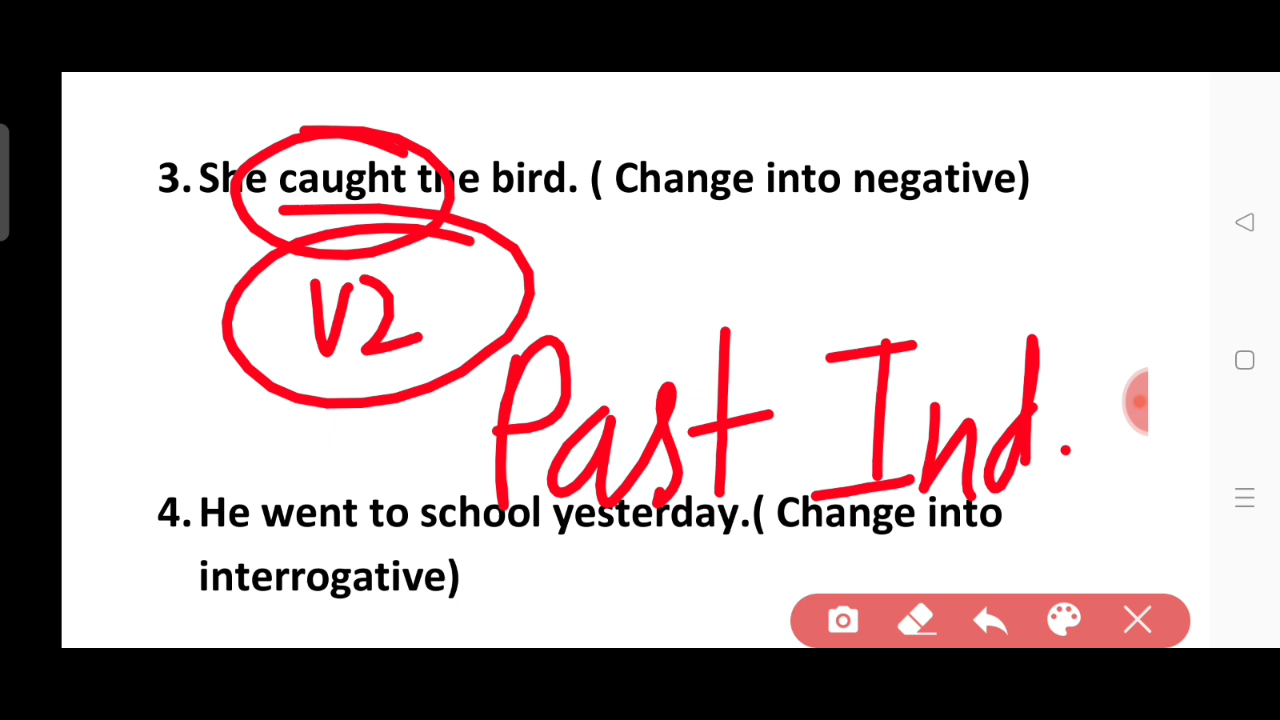 3. She caught the bird. ( Change into negative)
V2
Past Ind.
4. He went to school yesterday.( Change into
interrogative)